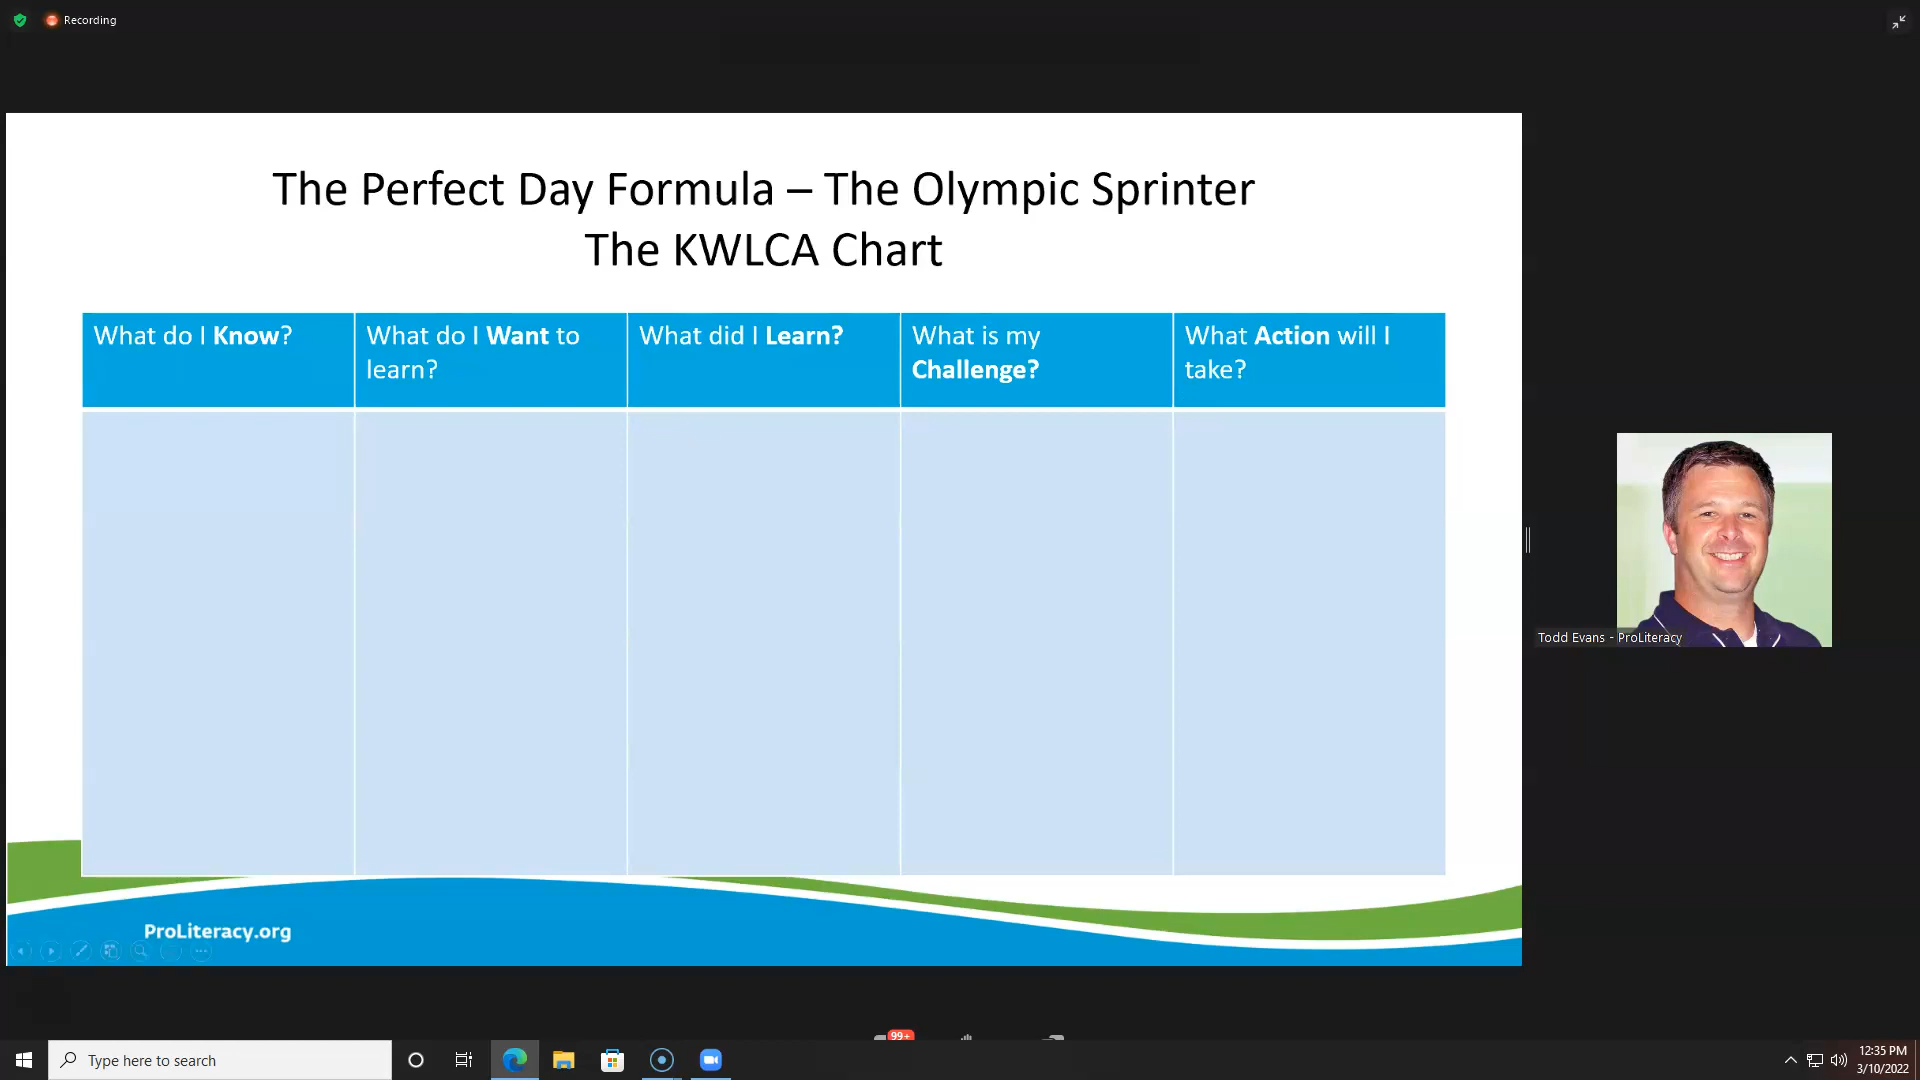 Recording
The Perfect Day Formula – The Olympic Sprinter
The KWLCA Chart
What do I Know?
What do I Want to
learn?
What did I Learn?
What is my
Challenge?
What Action will I
take?
Todd Evans - ProLiteracy
ProLiteracy.org
99+
Type here to search
12:35 PM
3/10/2022